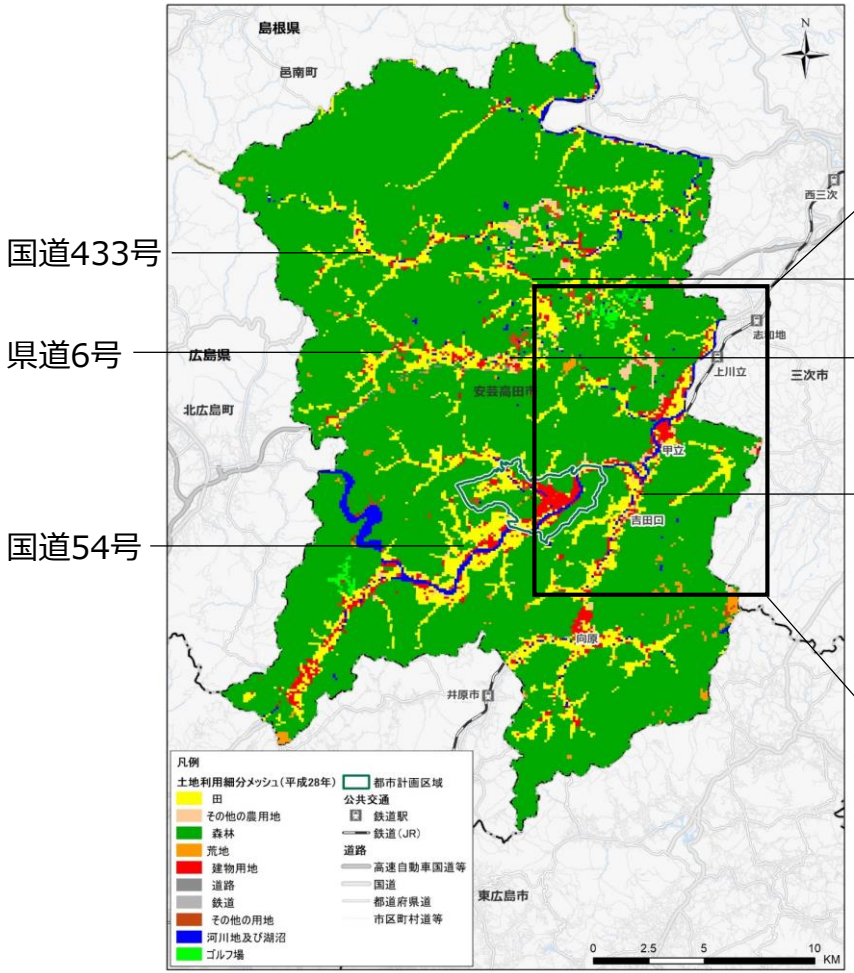 島根県
邑南町
N
西三次
国道433号
志和地
県道6号
広島県
上川立
三次市
安芸高田市
北広島町
甲立
吉田口
国道54号
向原
井原市
凡例
土地利用細分メッシュ(平成28年)
田
その他の農用地
森林
荒地
建物用地
道路
鉄道
その他の用地
河川地及び湖沼
ゴルフ場
都市計画区域
公共交通
鉄道駅
鉄道(JR)
道路
高速自動車国道等
国道
都道府県道
市区町村道等
東広島市
0 2.5 5 10
KM